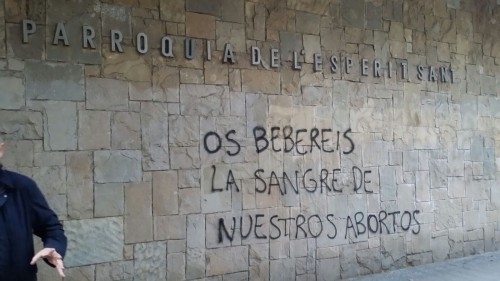 PARROQUIA DE L'ESPERIT SANT
OS BEBEREIS
LA SANGRE DE
NUESTROS ABORTOS